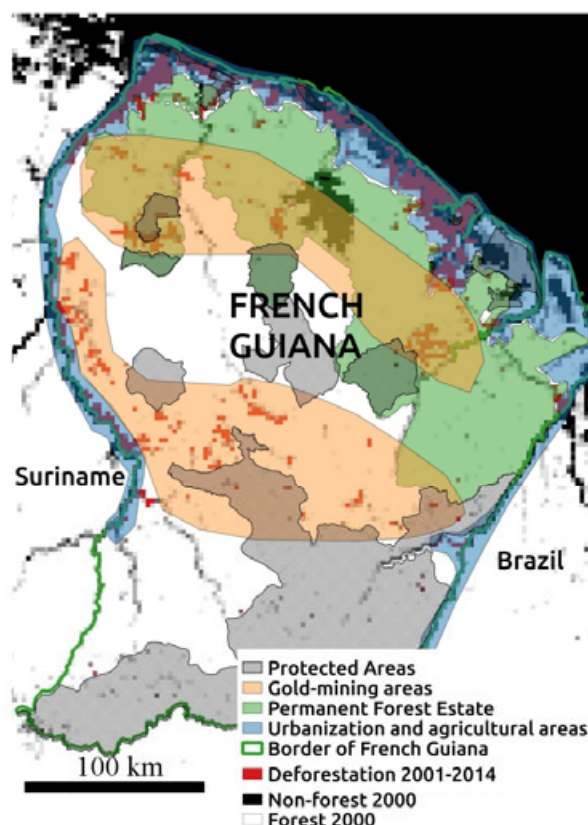 FRENCH
GUIANA
Suriname
Brazil
Protected Areas
Gold-mining areas
Permanent Forest Estate
Urbanization and agricultural areas
Border of French Guiana
Deforestation 2001-2014
Non-forest 2000
Forest 2000
100 km